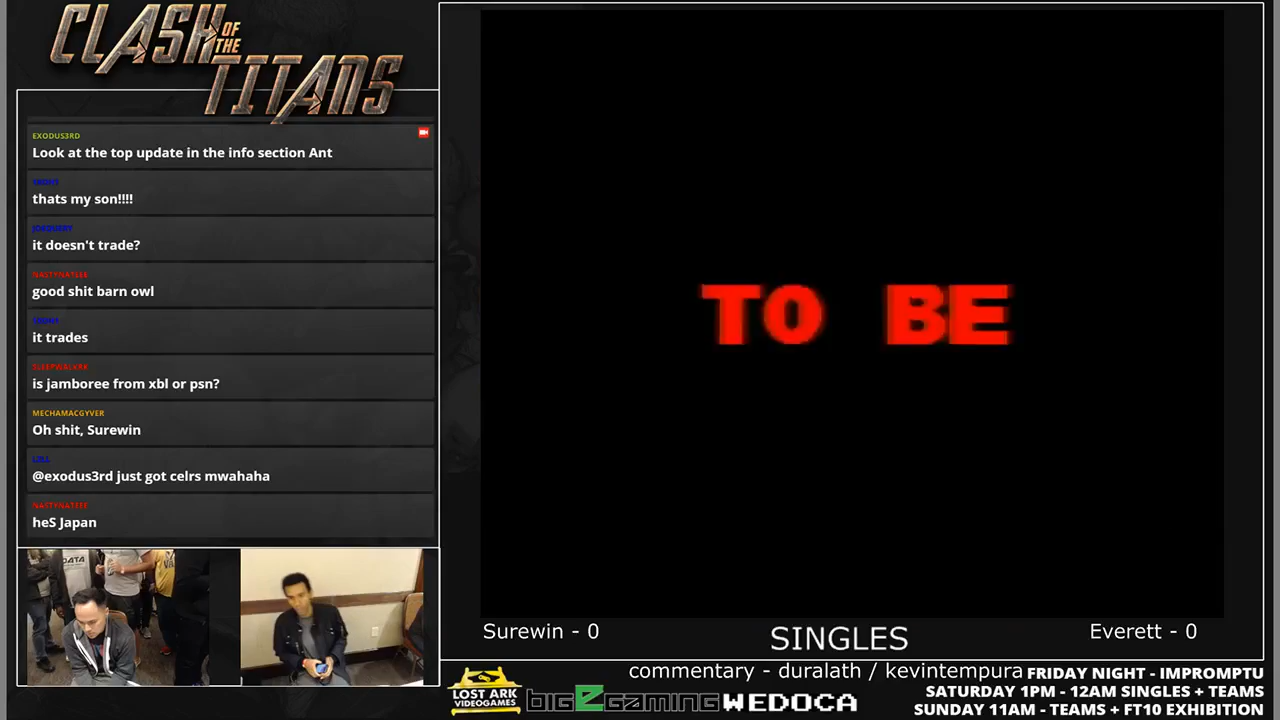 CLASH
OF
THE
TITANS
EXODUS3RD
Look at the top update in the info section Ant
thats my son!!!!
it doesn't trade?
NASTYNATEEE
good shit barn owl
it trades
SLEEPWALKRK
is jamboree from xbl or psn?
MECHAMACGYVER
Oh shit, Surewin
@exodus3rd just got celrs mwahaha
NASTYNATEEE
heS Japan
TO BE
DATA
Surewin - 0
SINGLES
Everett - 0
commentary - duralath / kevintempura
FRIDAY NIGHT - IMPROMPTU
SATURDAY 1PM - 12AM SINGLES + TEAMS
SUNDAY 11AM - TEAMS + FT10 EXHIBITION
LOST ARK
VIDEOGAMES
bigEgaming
WEDOCA